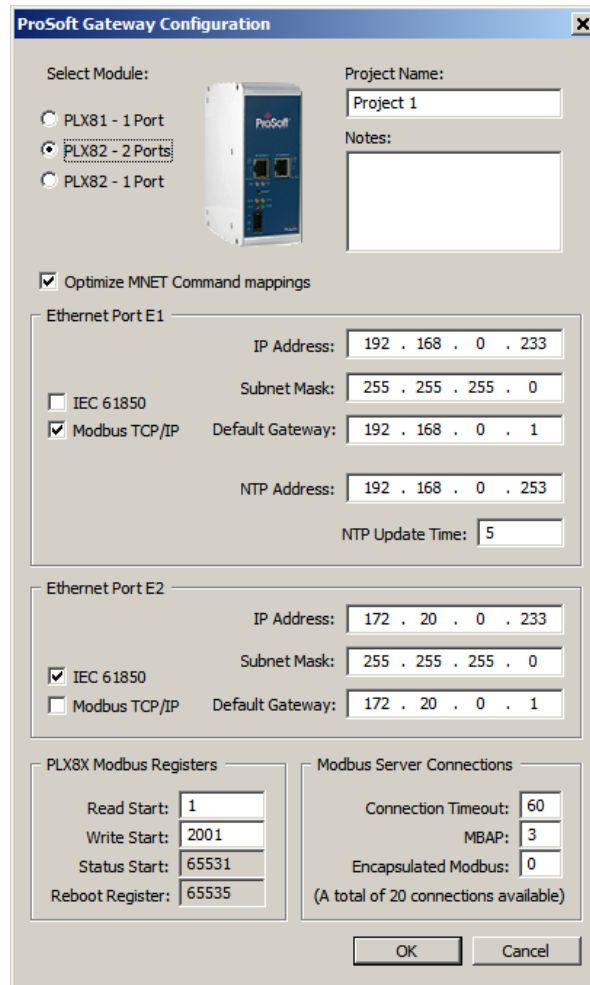 ProSoft Gateway Configuration
Select Module:
PLX81 - 1 Port
PLX82 - 2 Ports
PLX82 - 1 Port
ProSoft
Project Name:
Project 1
Notes:
Optimize MNET Command mappings
Ethernet Port E1
IP Address: 192 . 168 . 0 . 233
Subnet Mask: 255 . 255 . 255 . 0
IEC 61850
Modbus TCP/IP
Default Gateway: 192 . 168 . 0 . 1
NTP Address: 192 . 168 . 0 . 253
NTP Update Time: 5
Ethernet Port E2
IP Address: 172 . 20 . 0 . 233
Subnet Mask: 255 . 255 . 255 . 0
IEC 61850
Modbus TCP/IP
Default Gateway: 172 . 20 . 0 . 1
PLX8X Modbus Registers
Read Start: 1
Write Start: 2001
Status Start: 65531
Reboot Register: 65535
Modbus Server Connections
Connection Timeout: 60
MBAP: 3
Encapsulated Modbus: 0
(A total of 20 connections available)
OK
Cancel